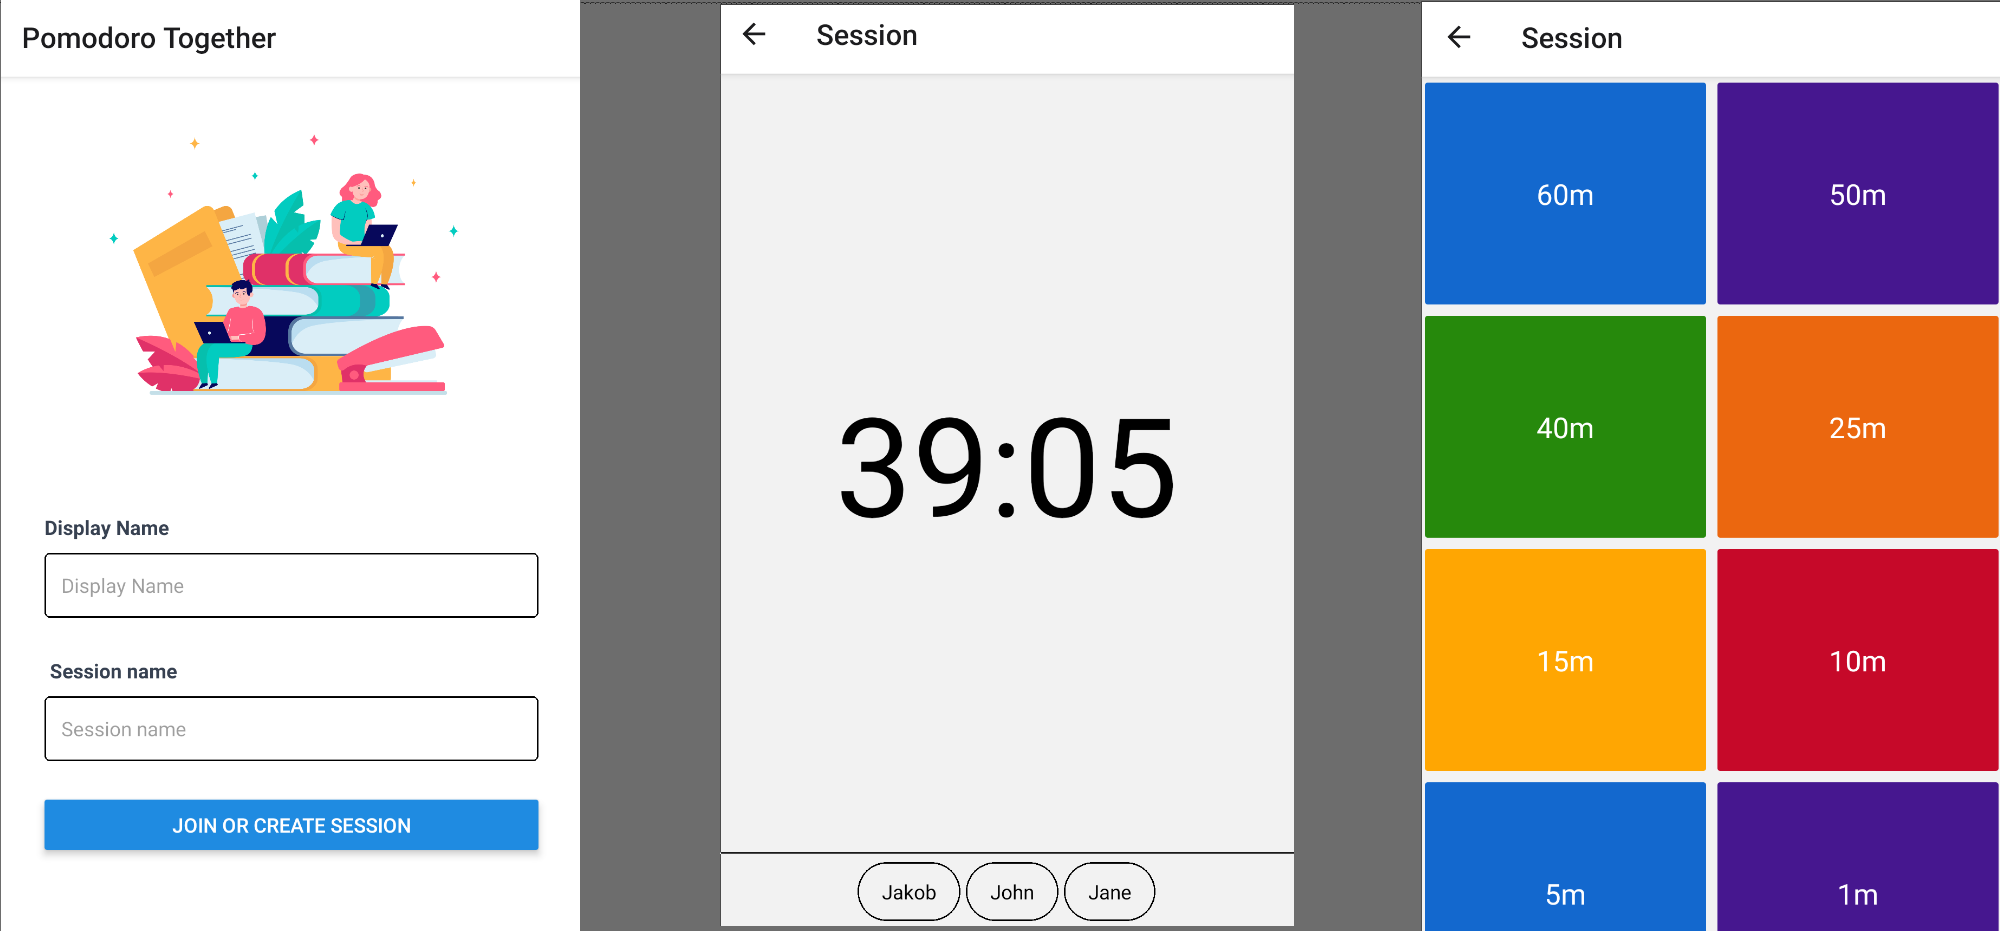 Pomodoro Together
Display Name
Display Name
Session name
Session name
JOIN OR CREATE SESSION
Session
39:05
Jakob John Jane
Session
60m 50m
40m 25m
15m 10m
5m 1m